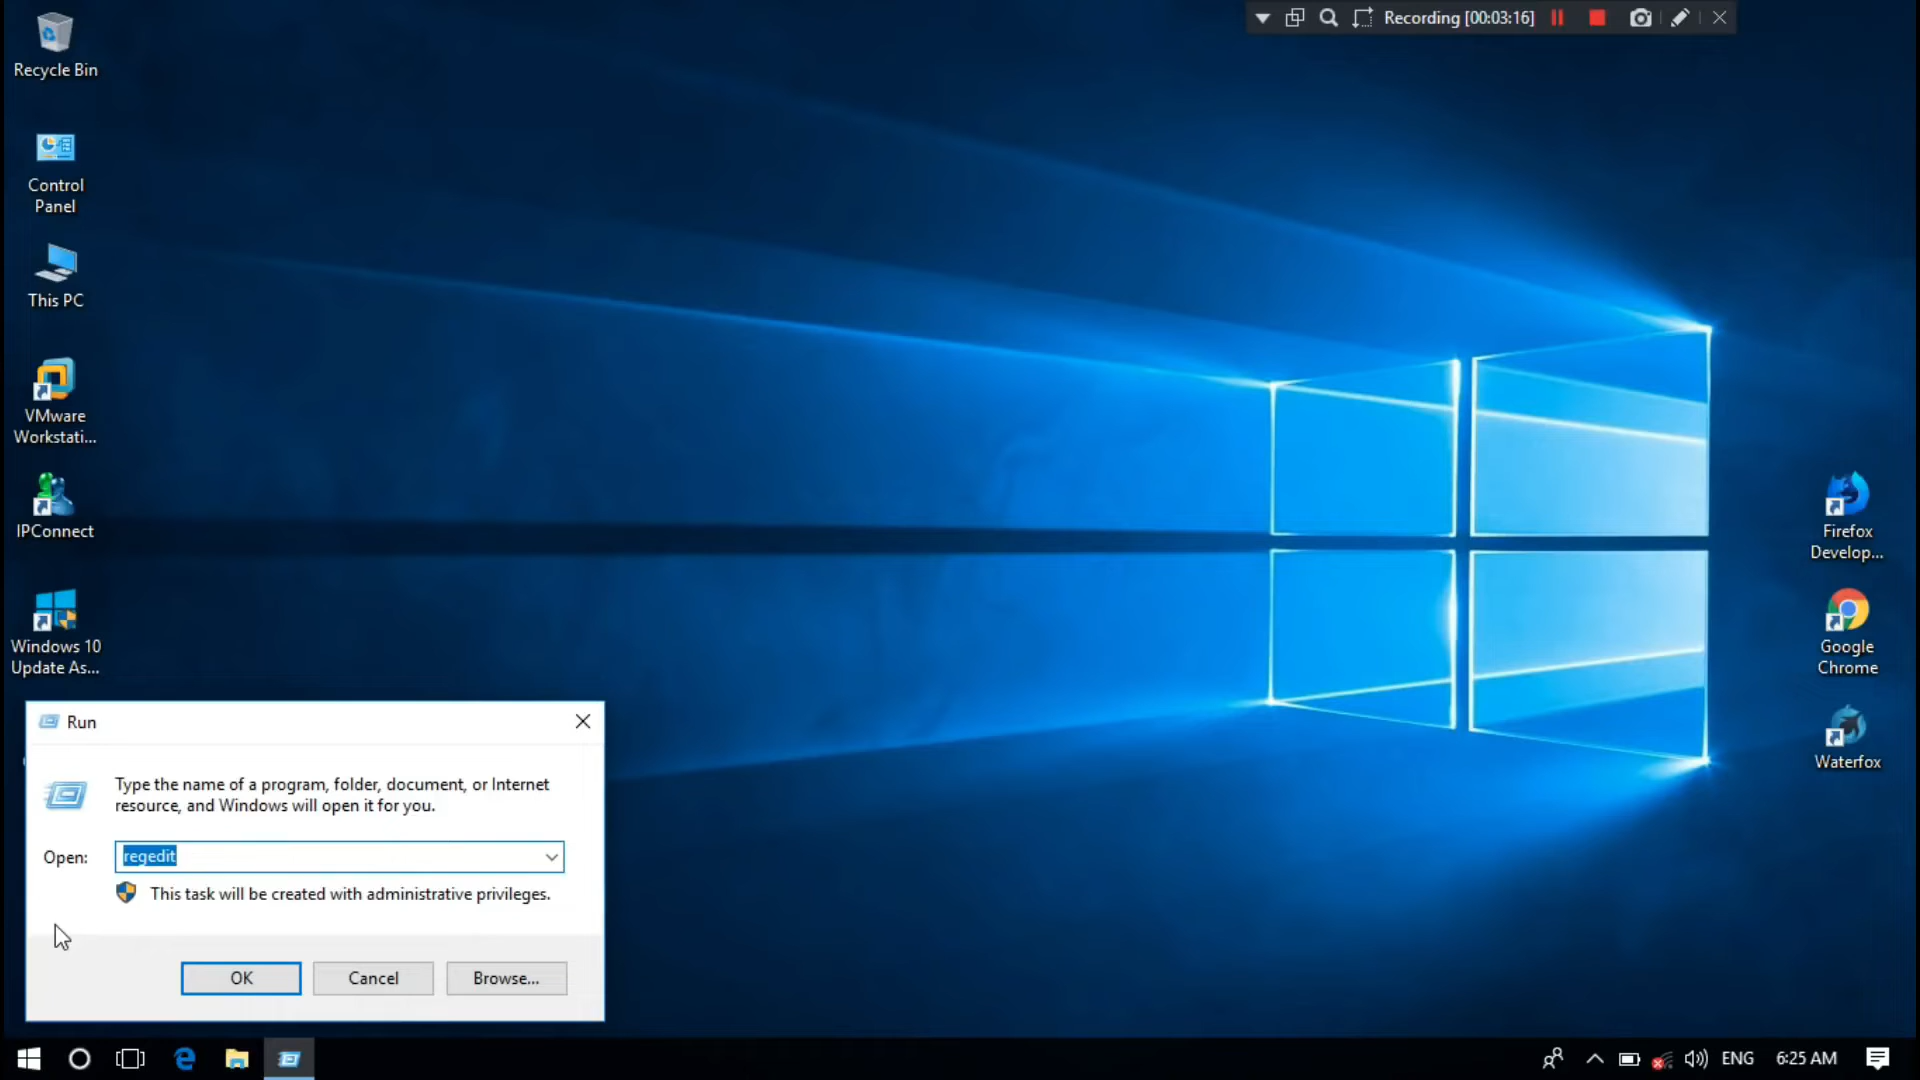 Recording [00:03:16]
Recycle Bin
Control
Panel
This PC
VMware
Workstati...
IPConnect
Windows 10
Update As...
Firefox
Develop...
Google
Chrome
Waterfox
Run
Type the name of a program, folder, document, or Internet
resource, and Windows will open it for you.
Open:
regedit
This task will be created with administrative privileges.
OK
Cancel
Browse...
ENG
6:25 AM